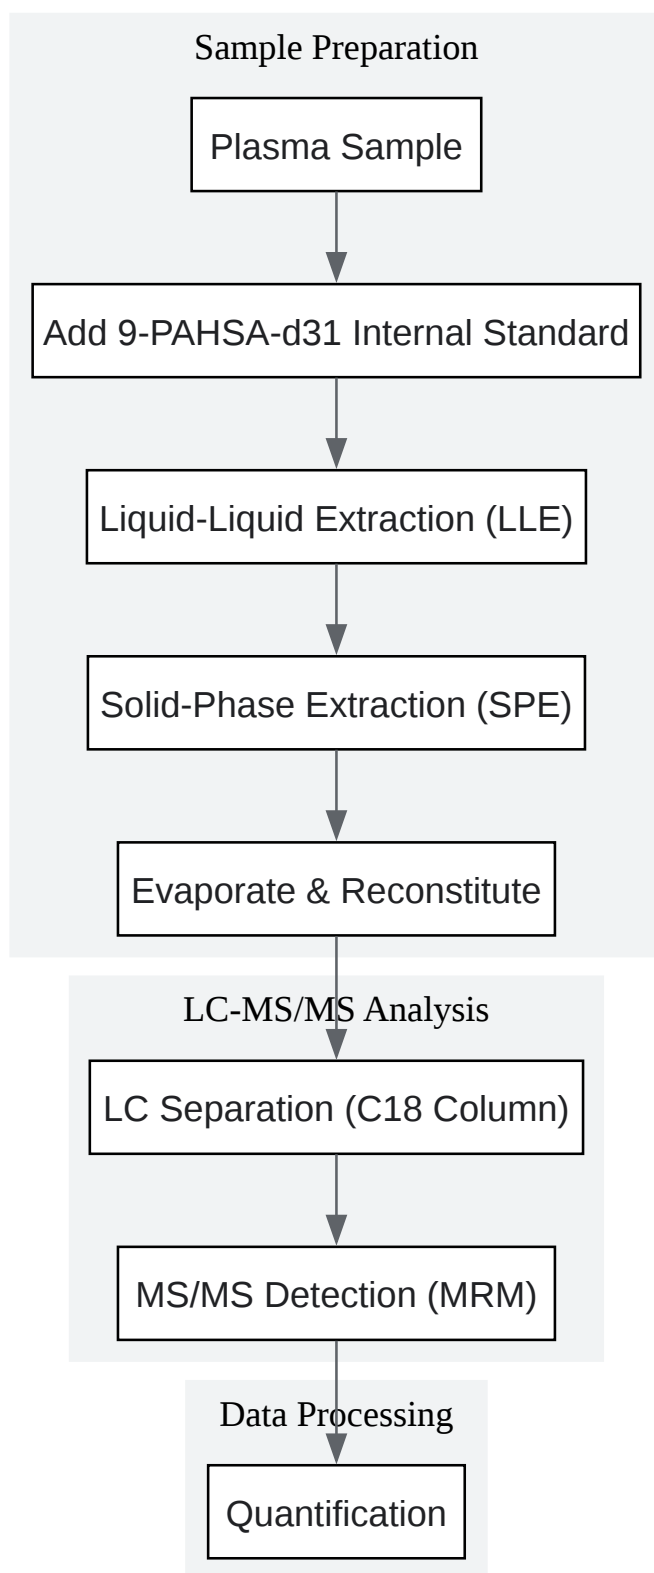 Sample Preparation
Plasma Sample
Add 9-PAHSA-d31 Internal Standard
Liquid-Liquid Extraction (LLE)
Solid-Phase Extraction (SPE)
Evaporate & Reconstitute
LC-MS/MS Analysis
LC Separation (C18 Column)
MS/MS Detection (MRM)
Data Processing
Quantification